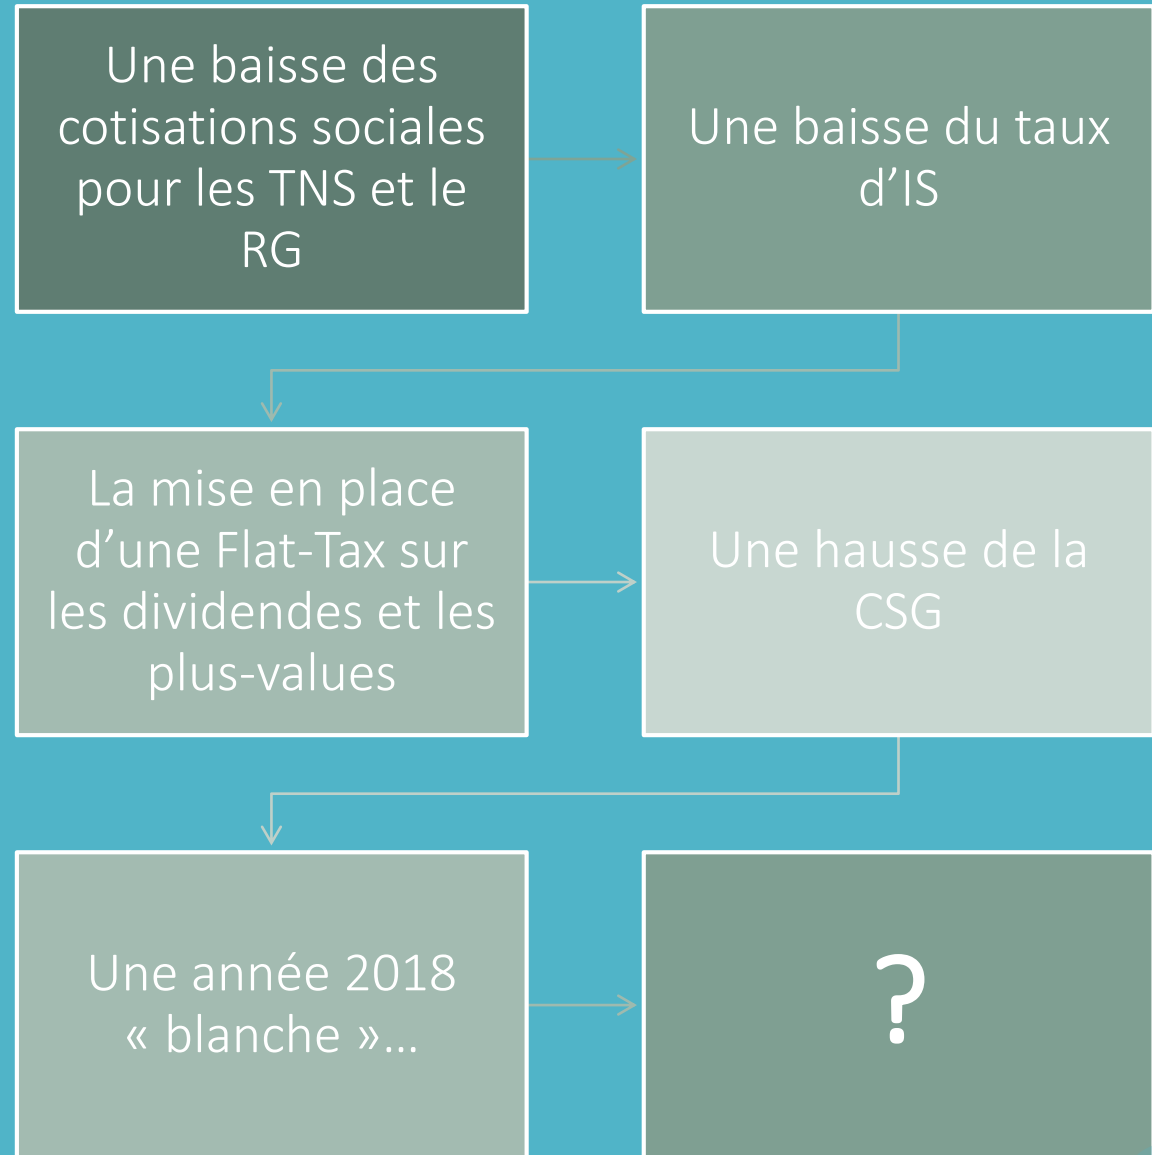 Une baisse des
cotisations sociales
pour les TNS et le
RG
Une baisse du taux
d’IS
La mise en place
d’une Flat-Tax sur
les dividendes et les
plus-values
Une hausse de la
CSG
Une année 2018
« blanche »…
?